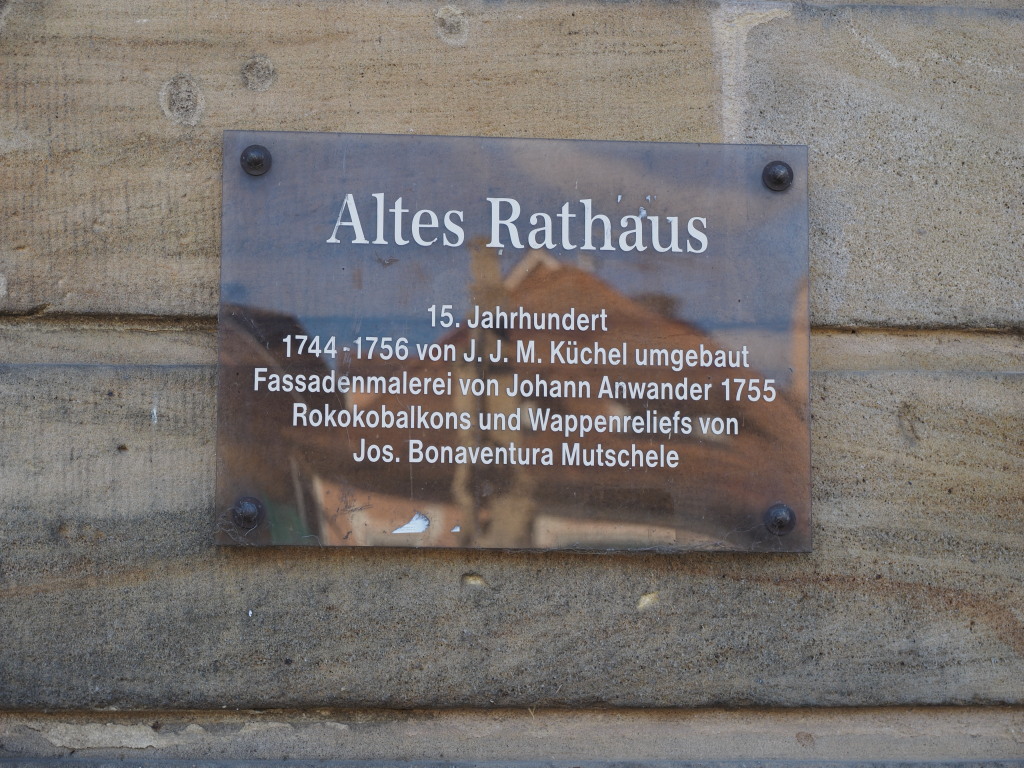 Altes Rathaus
15. Jahrhundert
1744-1756 von J. J. M. Küchel umgebaut
Fassadenmalerei von Johann Anwander 1755
Rokokobalkons und Wappenreliefs von
Jos. Bonaventura Mutschele